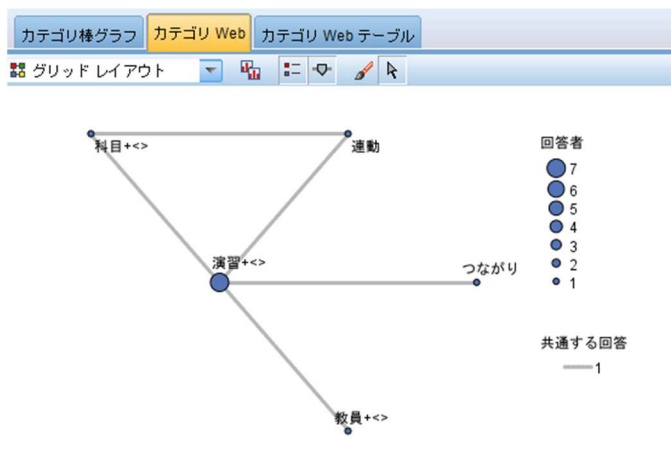 カテゴリ棒グラフ カテゴリ Web カテゴリ Web テーブル
グリッド レイアウト
科目+<>
連動
演習+<>
つながり
教員+<>
回答者
7
6
5
4
3
2
1
共通する回答
1